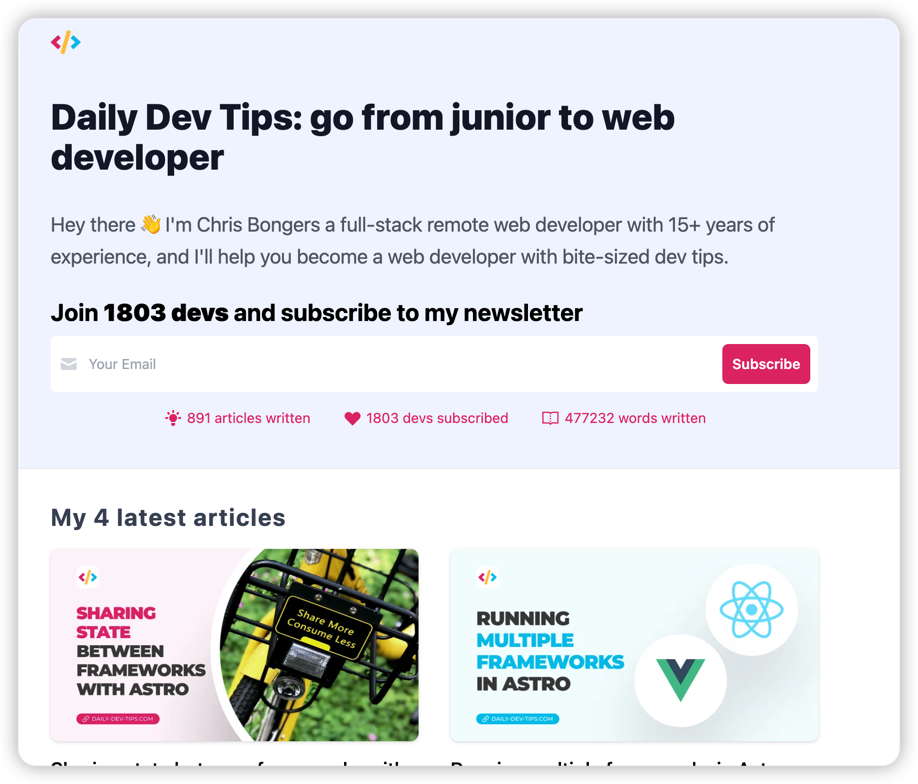 Daily Dev Tips: go from junior to web
developer
Hey there 👋 I'm Chris Bongers a full-stack remote web developer with 15+ years of
experience, and I'll help you become a web developer with bite-sized dev tips.
Join 1803 devs and subscribe to my newsletter
Your Email
Subscribe
891 articles written
1803 devs subscribed
477232 words written
My 4 latest articles
SHARING
STATE
BETWEEN
FRAMEWORKS
WITH ASTRO
DAILY-DEV-TIPS.COM
Share More
Consume Less
RUNNING
MULTIPLE
FRAMEWORKS
IN ASTRO
DAILY-DEV-TIPS.COM